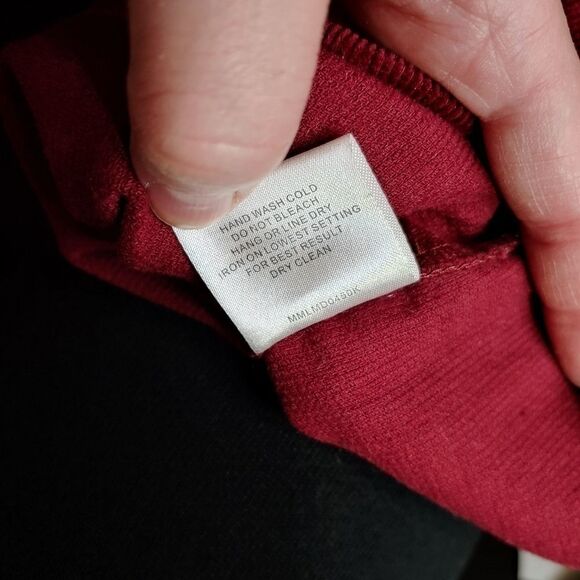 HAND WASH COLD
DO NOT BLEACH
HANG OR LINE DRY
IRON ON LOWEST SETTING
FOR BEST RESULT
DRY CLEAN
MMLMD0480K